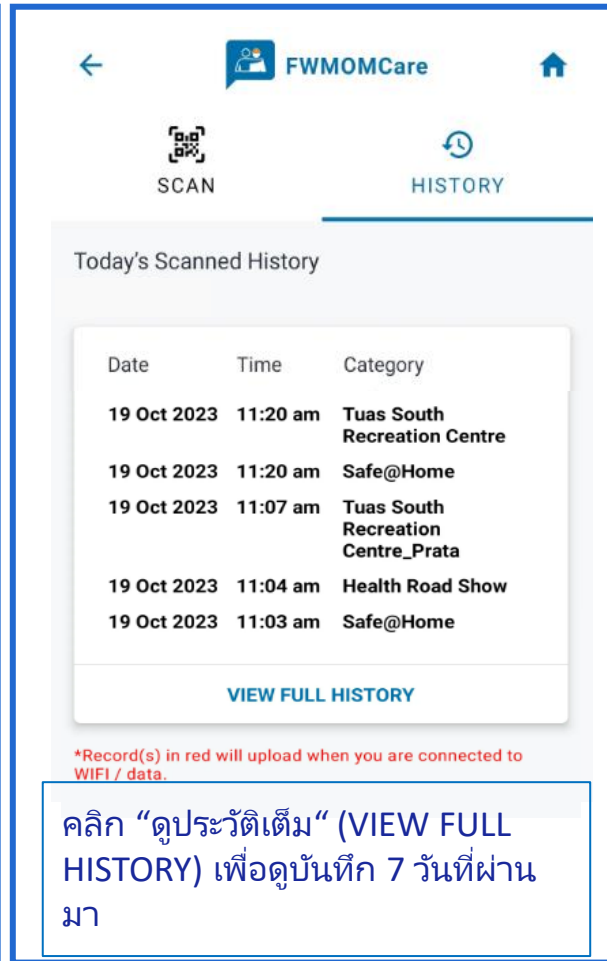 FWMOMCare
SCAN HISTORY
Today's Scanned History
Date Time Category
19 Oct 2023 11:20 am Tuas South
Recreation Centre
19 Oct 2023 11:20 am Safe@Home
19 Oct 2023 11:07 am Tuas South
Recreation
Centre_Prata
19 Oct 2023 11:04 am Health Road Show
19 Oct 2023 11:03 am Safe@Home
VIEW FULL HISTORY
*Record(s) in red will upload when you are connected to
WIFI / data.
คลิก “ดูประวัติเต็ม“ (VIEW FULL
HISTORY) เพื่อดูบันทึก 7 วันที่ผ่าน
มา